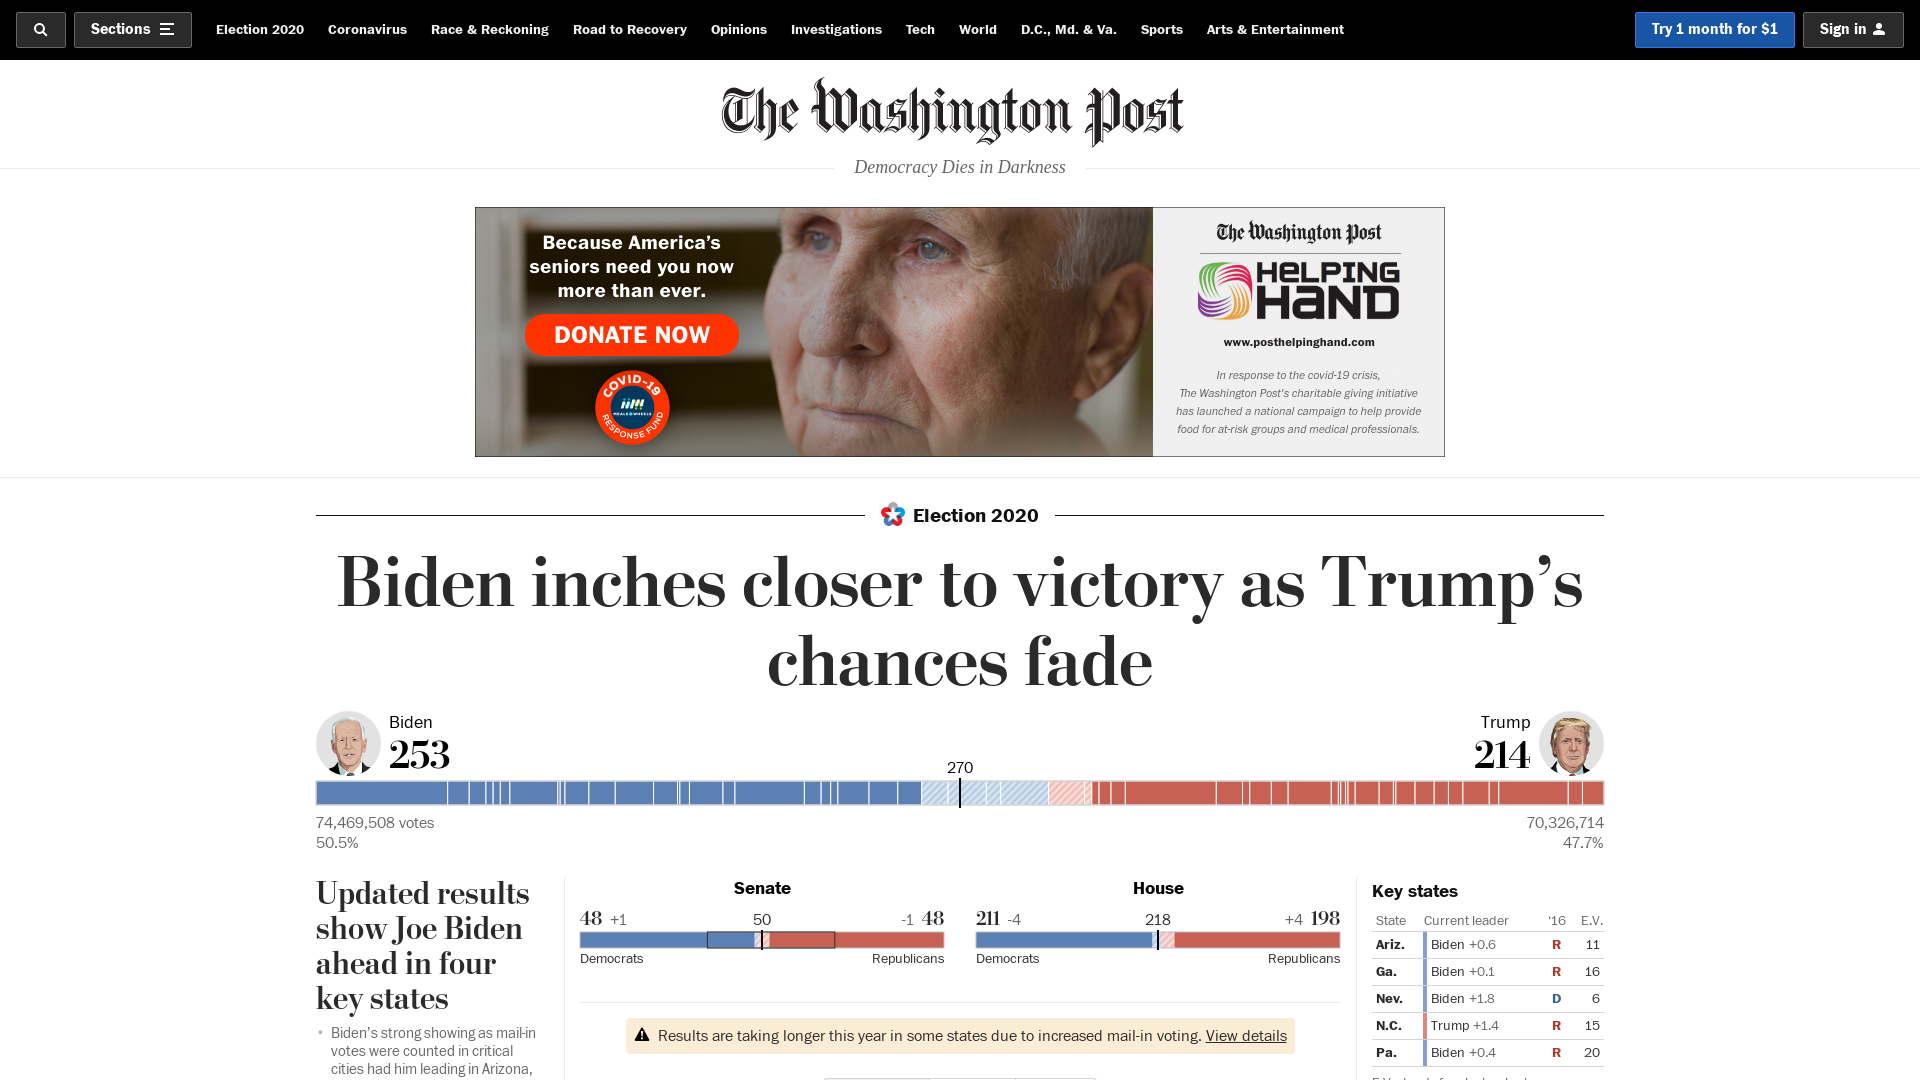 Sections
Election 2020
Coronavirus
Race & Reckoning
Road to Recovery
Opinions
Investigations
Tech
World
D.C., Md. & Va.
Sports
Arts & Entertainment
Try 1 month for $1
Sign in
The Washington Post
Democracy Dies in Darkness
Because America’s
seniors need you now
more than ever.
DONATE NOW
COVID-19
MEALS ON WHEELS
RESPONSE FUND
The Washington Post
HELPING
HAND
www.posthelpinghand.com
In response to the covid-19 crisis,
The Washington Post's charitable giving initiative
has launched a national campaign to help provide
food for at-risk groups and medical professionals.
Election 2020
Biden inches closer to victory as Trump’s
chances fade
Biden
253
Trump
214
270
74,469,508 votes
50.5%
70,326,714
47.7%
Updated results
show Joe Biden
ahead in four
key states
Biden’s strong showing as mail-in
votes were counted in critical
cities had him leading in Arizona,
Senate
48 +1
50
-1 48
Democrats
Republicans
House
211 -4
218
+4 198
Democrats
Republicans
Results are taking longer this year in some states due to increased mail-in voting. View details
Key states
State Current leader ‘16 E.V.
Ariz. Biden +0.6 R 11
Ga. Biden +0.1 R 16
Nev. Biden +1.8 D 6
N.C. Trump +1.4 R 15
Pa. Biden +0.4 R 20